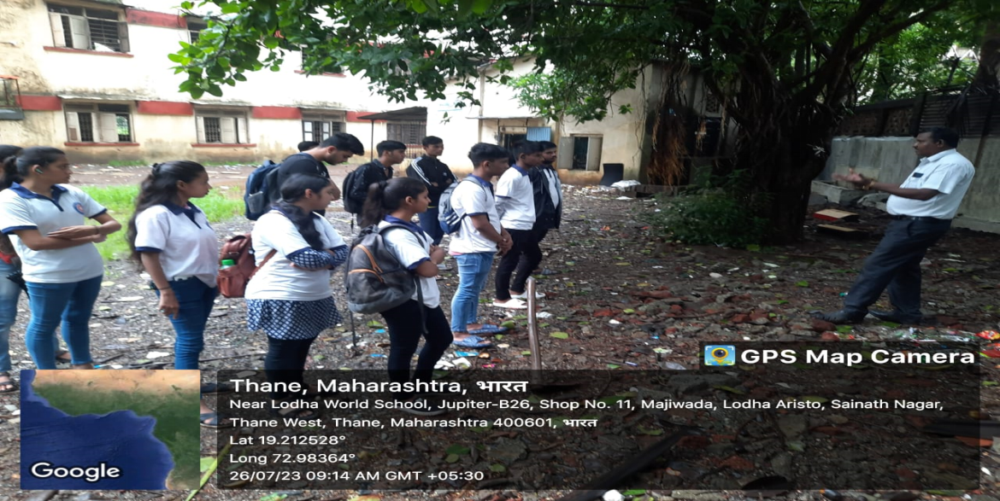 GPS Map Camera
Thane, Maharashtra, भारत
Near Lodha World School, Jupiter-B26, Shop No. 11, Majiwada, Lodha Aristo, Sainath Nagar,
Thane West, Thane, Maharashtra 400601, भारत
Lat 19.212528°
Long 72.98364°
26/07/23 09:14 AM GMT +05:30
Google